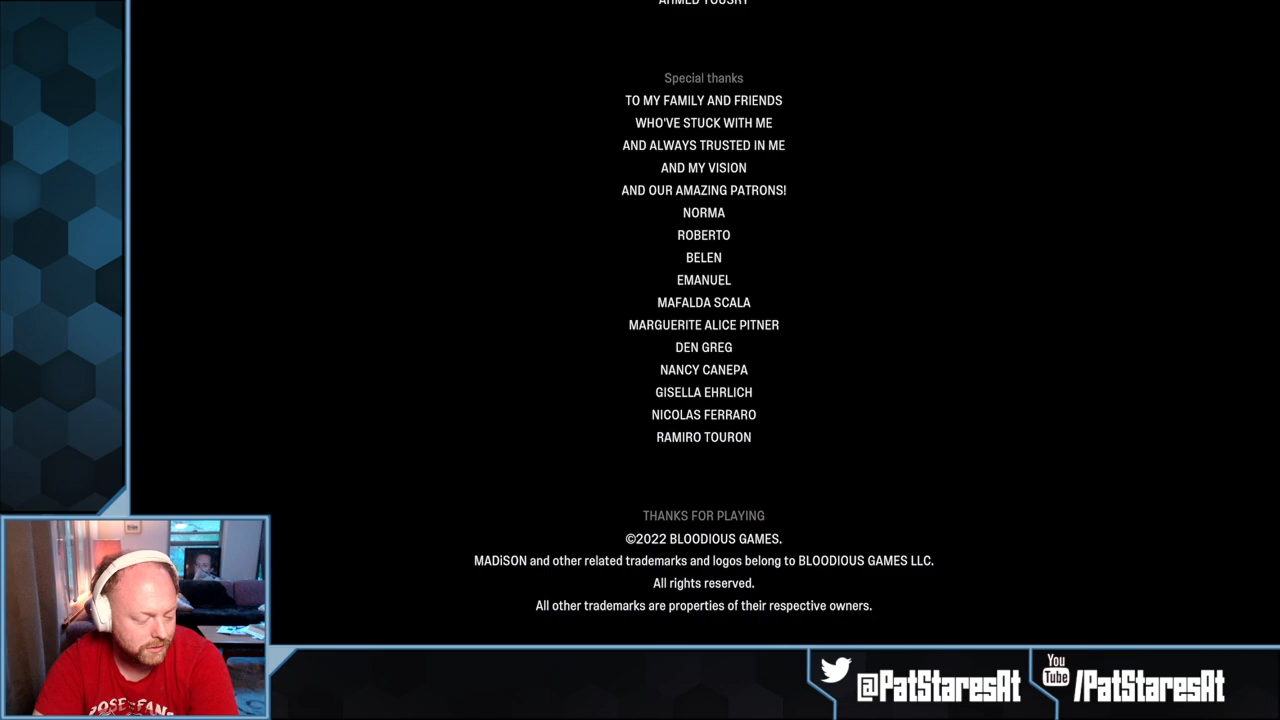 AHMED YOUSRY
Special thanks
TO MY FAMILY AND FRIENDS
WHO'VE STUCK WITH ME
AND ALWAYS TRUSTED IN ME
AND MY VISION
AND OUR AMAZING PATRONS!
NORMA
ROBERTO
BELEN
EMANUEL
MAFALDA SCALA
MARGUERITE ALICE PITNER
DEN GREG
NANCY CANEPA
GISELLA EHRLICH
NICOLAS FERRARO
RAMIRO TOURON
THANKS FOR PLAYING
©2022 BLOODIOUS GAMES.
MADiSON and other related trademarks and logos belong to BLOODIOUS GAMES LLC.
All rights reserved.
All other trademarks are properties of their respective owners.
@PatStaresAt
You
Tube
/PatStaresAt